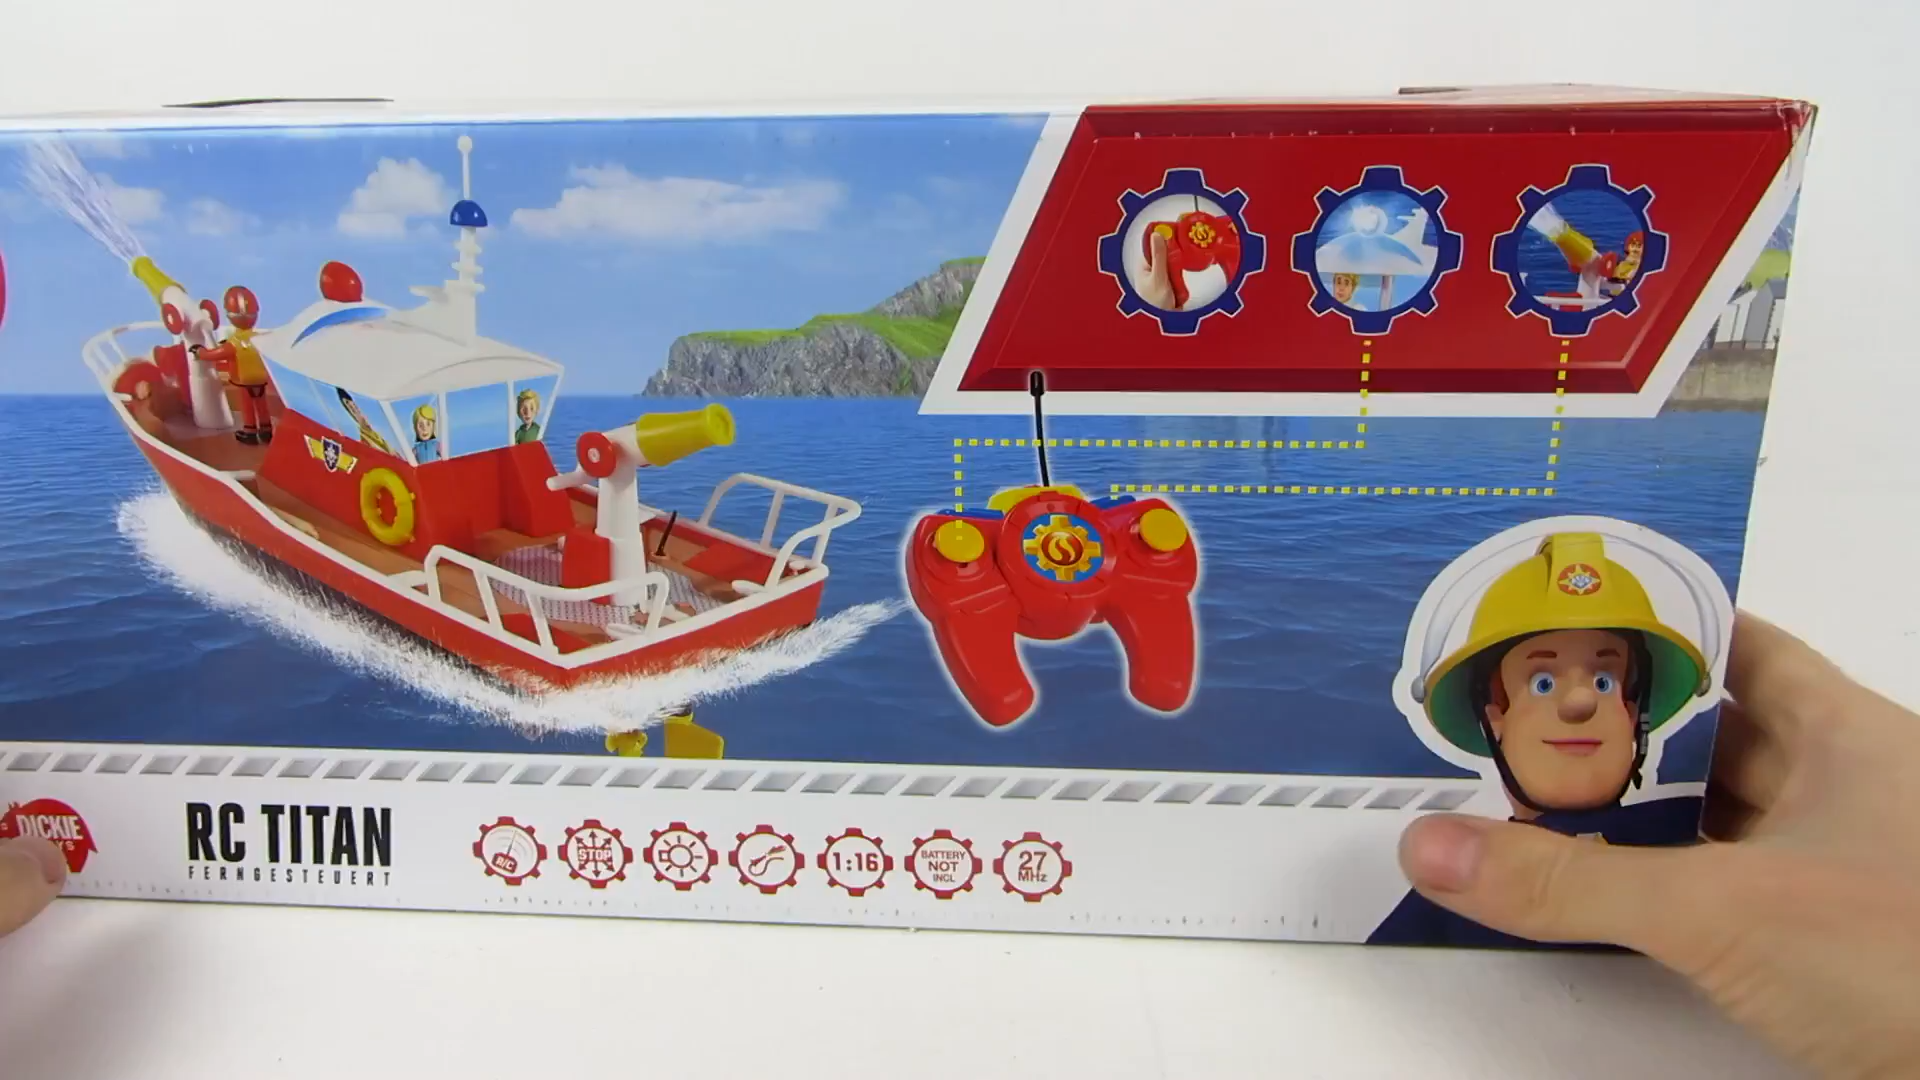 DICKIE
RC TITAN
FERNGESTEUERT
R/C
STOP
1:16
BATTERY
NOT
INCL
27
MHz